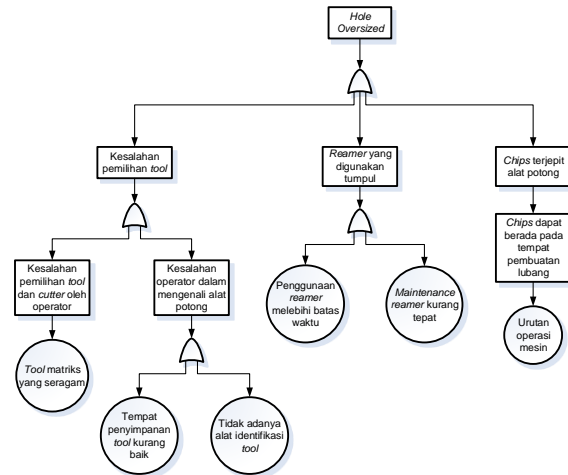 Hole
Oversized
Kesalahan
pemilihan tool
Reamer yang
digunakan
tumpul
Chips terjepit
alat potong
Kesalahan
pemilihan tool
dan cutter oleh
operator
Kesalahan
operator dalam
mengenali alat
potong
Penggunaan
reamer
melebihi batas
waktu
Maintenance
reamer kurang
tepat
Chips dapat
berada pada
tempat
pembuatan
lubang
Tool matriks
yang seragam
Tempat
penyimpanan
tool kurang
baik
Tidak adanya
alat identifikasi
tool
Urutan
operasi
mesin